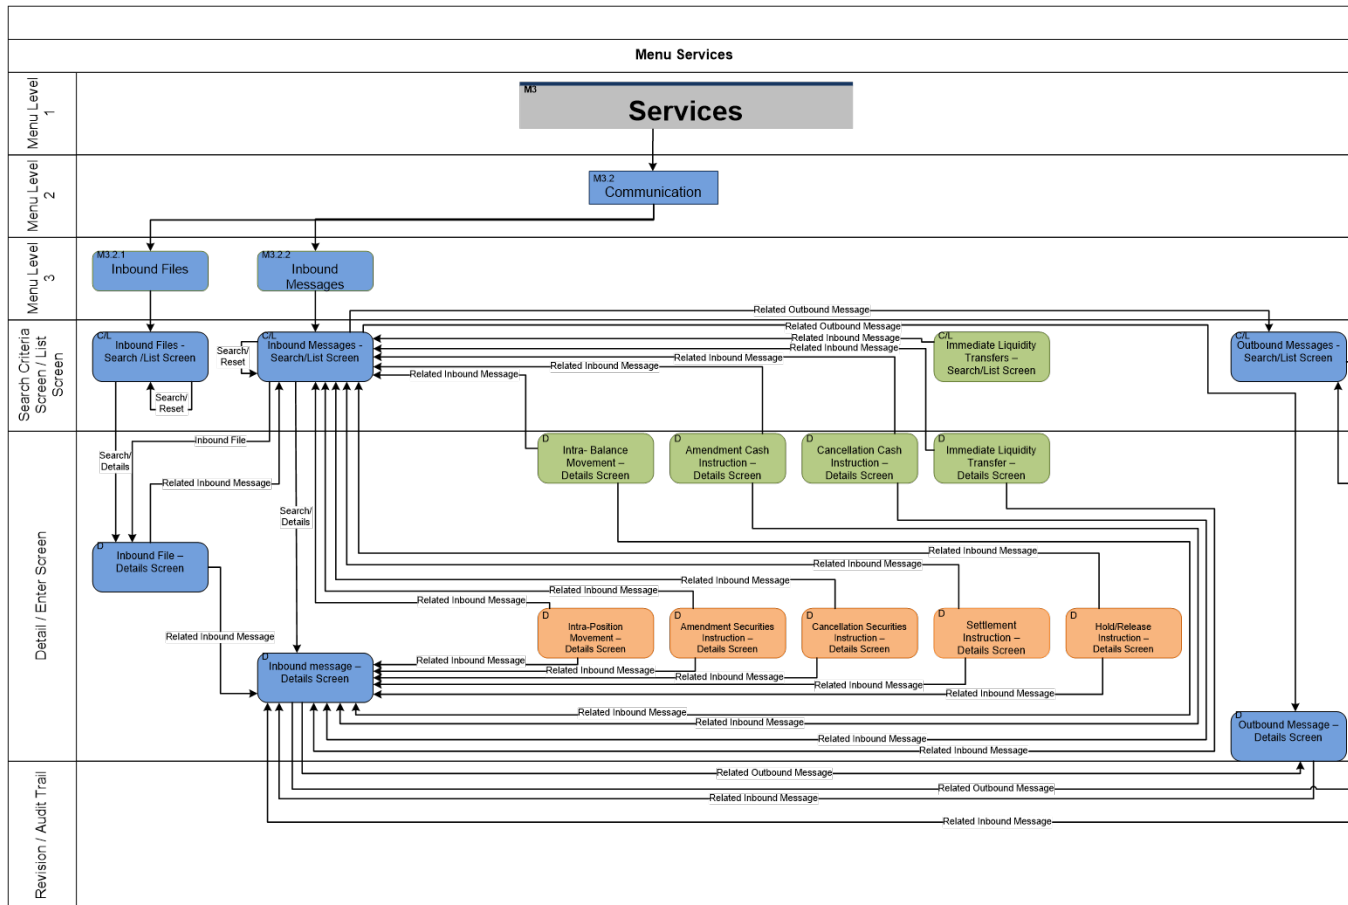 Menu Services
Menu Level
1
M3
Services
Menu Level
2
M3.2
Communication
Menu Level
3
M3.2.1
Inbound Files
M3.2.2
Inbound
Messages
Search Criteria
Screen / List
Screen
Related Outbound Message
Related Outbound Message
Related Inbound Message
Related Inbound Message
Related Inbound Message
Related Inbound Message
C/L
Inbound Files -
Search /List Screen
Search/
Reset
Search/
Reset
C/L
Inbound Messages -
Search/List Screen
C/L
Immediate Liquidity
Transfers –
Search/List Screen
C/L
Outbound Messages -
Search/List Screen
Related Inbound Message
Detail / Enter Screen
Inbound File
Search/
Details
Related Inbound Message
Search/
Details
D
Intra- Balance
Movement –
Details Screen
D
Amendment Cash
Instruction –
Details Screen
D
Cancellation Cash
Instruction –
Details Screen
D
Immediate Liquidity
Transfer –
Details Screen
D
Inbound File –
Details Screen
Related Inbound Message
Related Inbound Message
Related Inbound Message
Related Inbound Message
Related Inbound Message
D
Intra-Position
Movement –
Details Screen
D
Amendment Securities
Instruction –
Details Screen
D
Cancellation Securities
Instruction –
Details Screen
D
Settlement
Instruction –
Details Screen
D
Hold/Release
Instruction –
Details Screen
Related Inbound Message
D
Inbound message –
Details Screen
Related Inbound Message
Related Inbound Message
Related Inbound Message
Related Inbound Message
Related Inbound Message
Related Inbound Message
Related Inbound Message
Related Inbound Message
D
Outbound Message –
Details Screen
Revision / Audit Trail
Related Outbound Message
Related Outbound Message
Related Inbound Message
Related Inbound Message